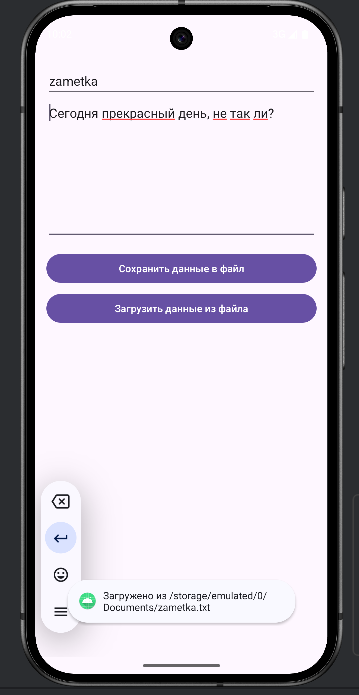 zametka
Сегодня прекрасный день, не так ли?
Сохранить данные в файл
Загрузить данные из файла
Загружено из /storage/emulated/0/
Documents/zametka.txt